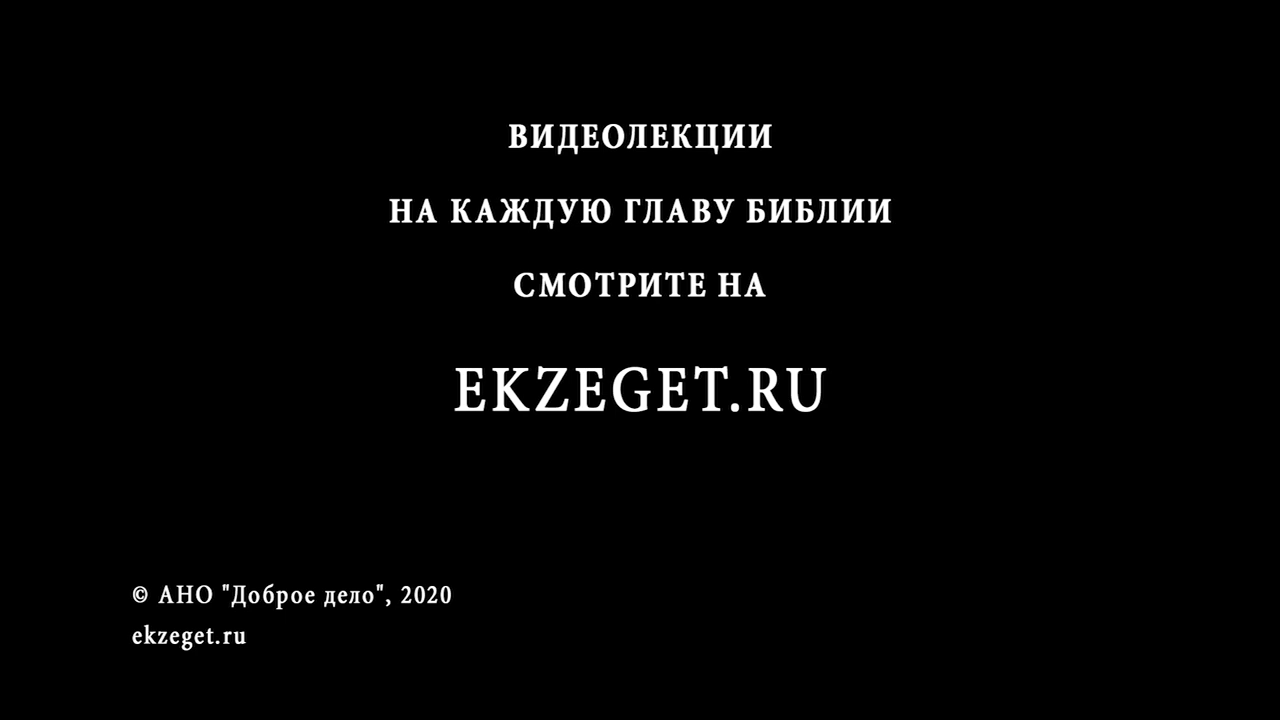 ВИДЕОЛЕКЦИИ
НА КАЖДУЮ ГЛАВУ БИБЛИИ
СМОТРИТЕ НА
EKZEGET.RU
© АНО "Доброе дело", 2020
ekzeget.ru